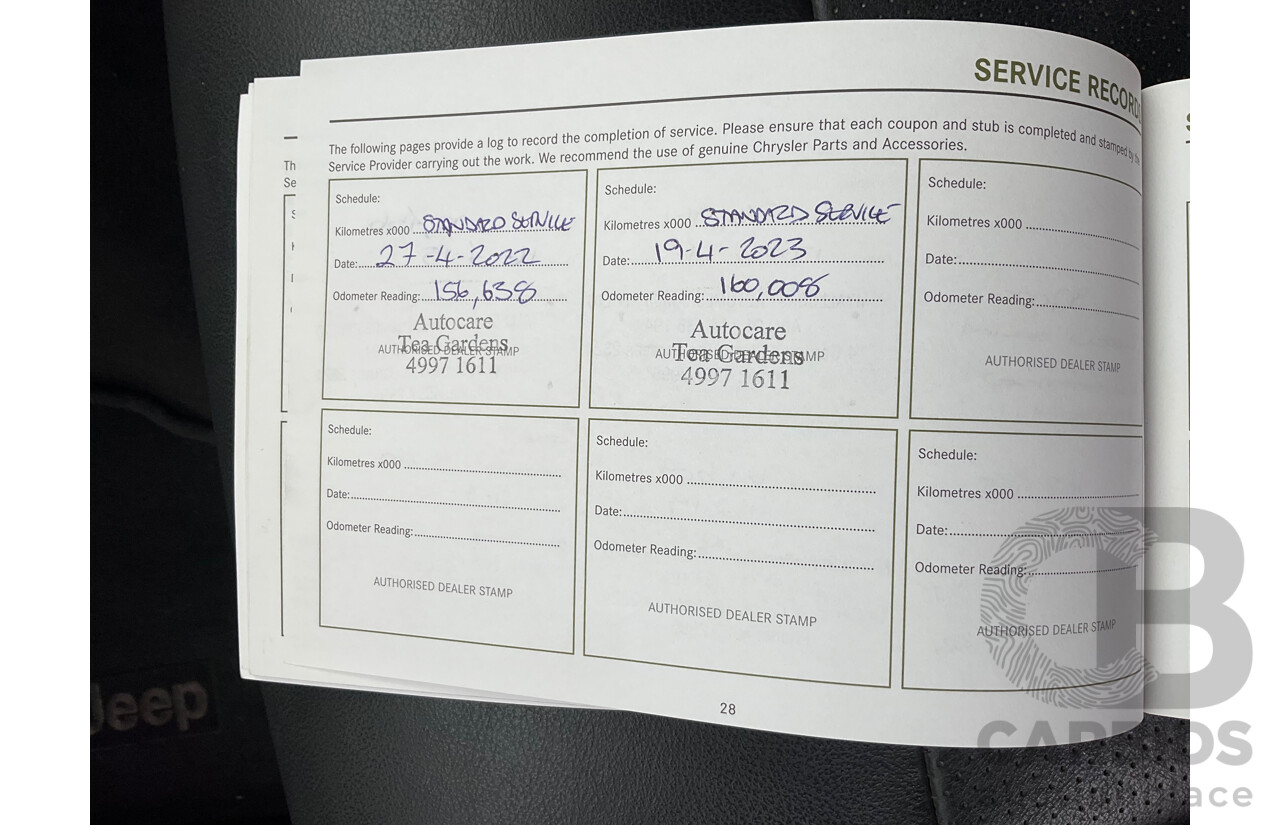 SERVICE RECORD
The following pages provide a log to record the completion of service. Please ensure that each coupon and stub is completed and stamped by the
Service Provider carrying out the work. We recommend the use of genuine Chrysler Parts and Accessories.
Th
Se
Schedule:
Kilometres x000 STANDARD SERVICE
Date: 27-4-2022
Odometer Reading: 156,638
Autocare
Tea Gardens
AUTHORISED DEALER STAMP
4997 1611
Schedule:
Kilometres x000 STANDARD SERVICE
Date: 19-4-2023
Odometer Reading: 160,008
Autocare
Tea Gardens
AUTHORISED DEALER STAMP
4997 1611
Schedule:
Kilometres x000
Date:
Odometer Reading:
AUTHORISED DEALER STAMP
Schedule:
Kilometres x000
Date:
Odometer Reading:
AUTHORISED DEALER STAMP
Schedule:
Kilometres x000
Date:
Odometer Reading:
AUTHORISED DEALER STAMP
Schedule:
Kilometres x000
Date:
Odometer Reading:
AUTHORISED DEALER STAMP
28
Jeep